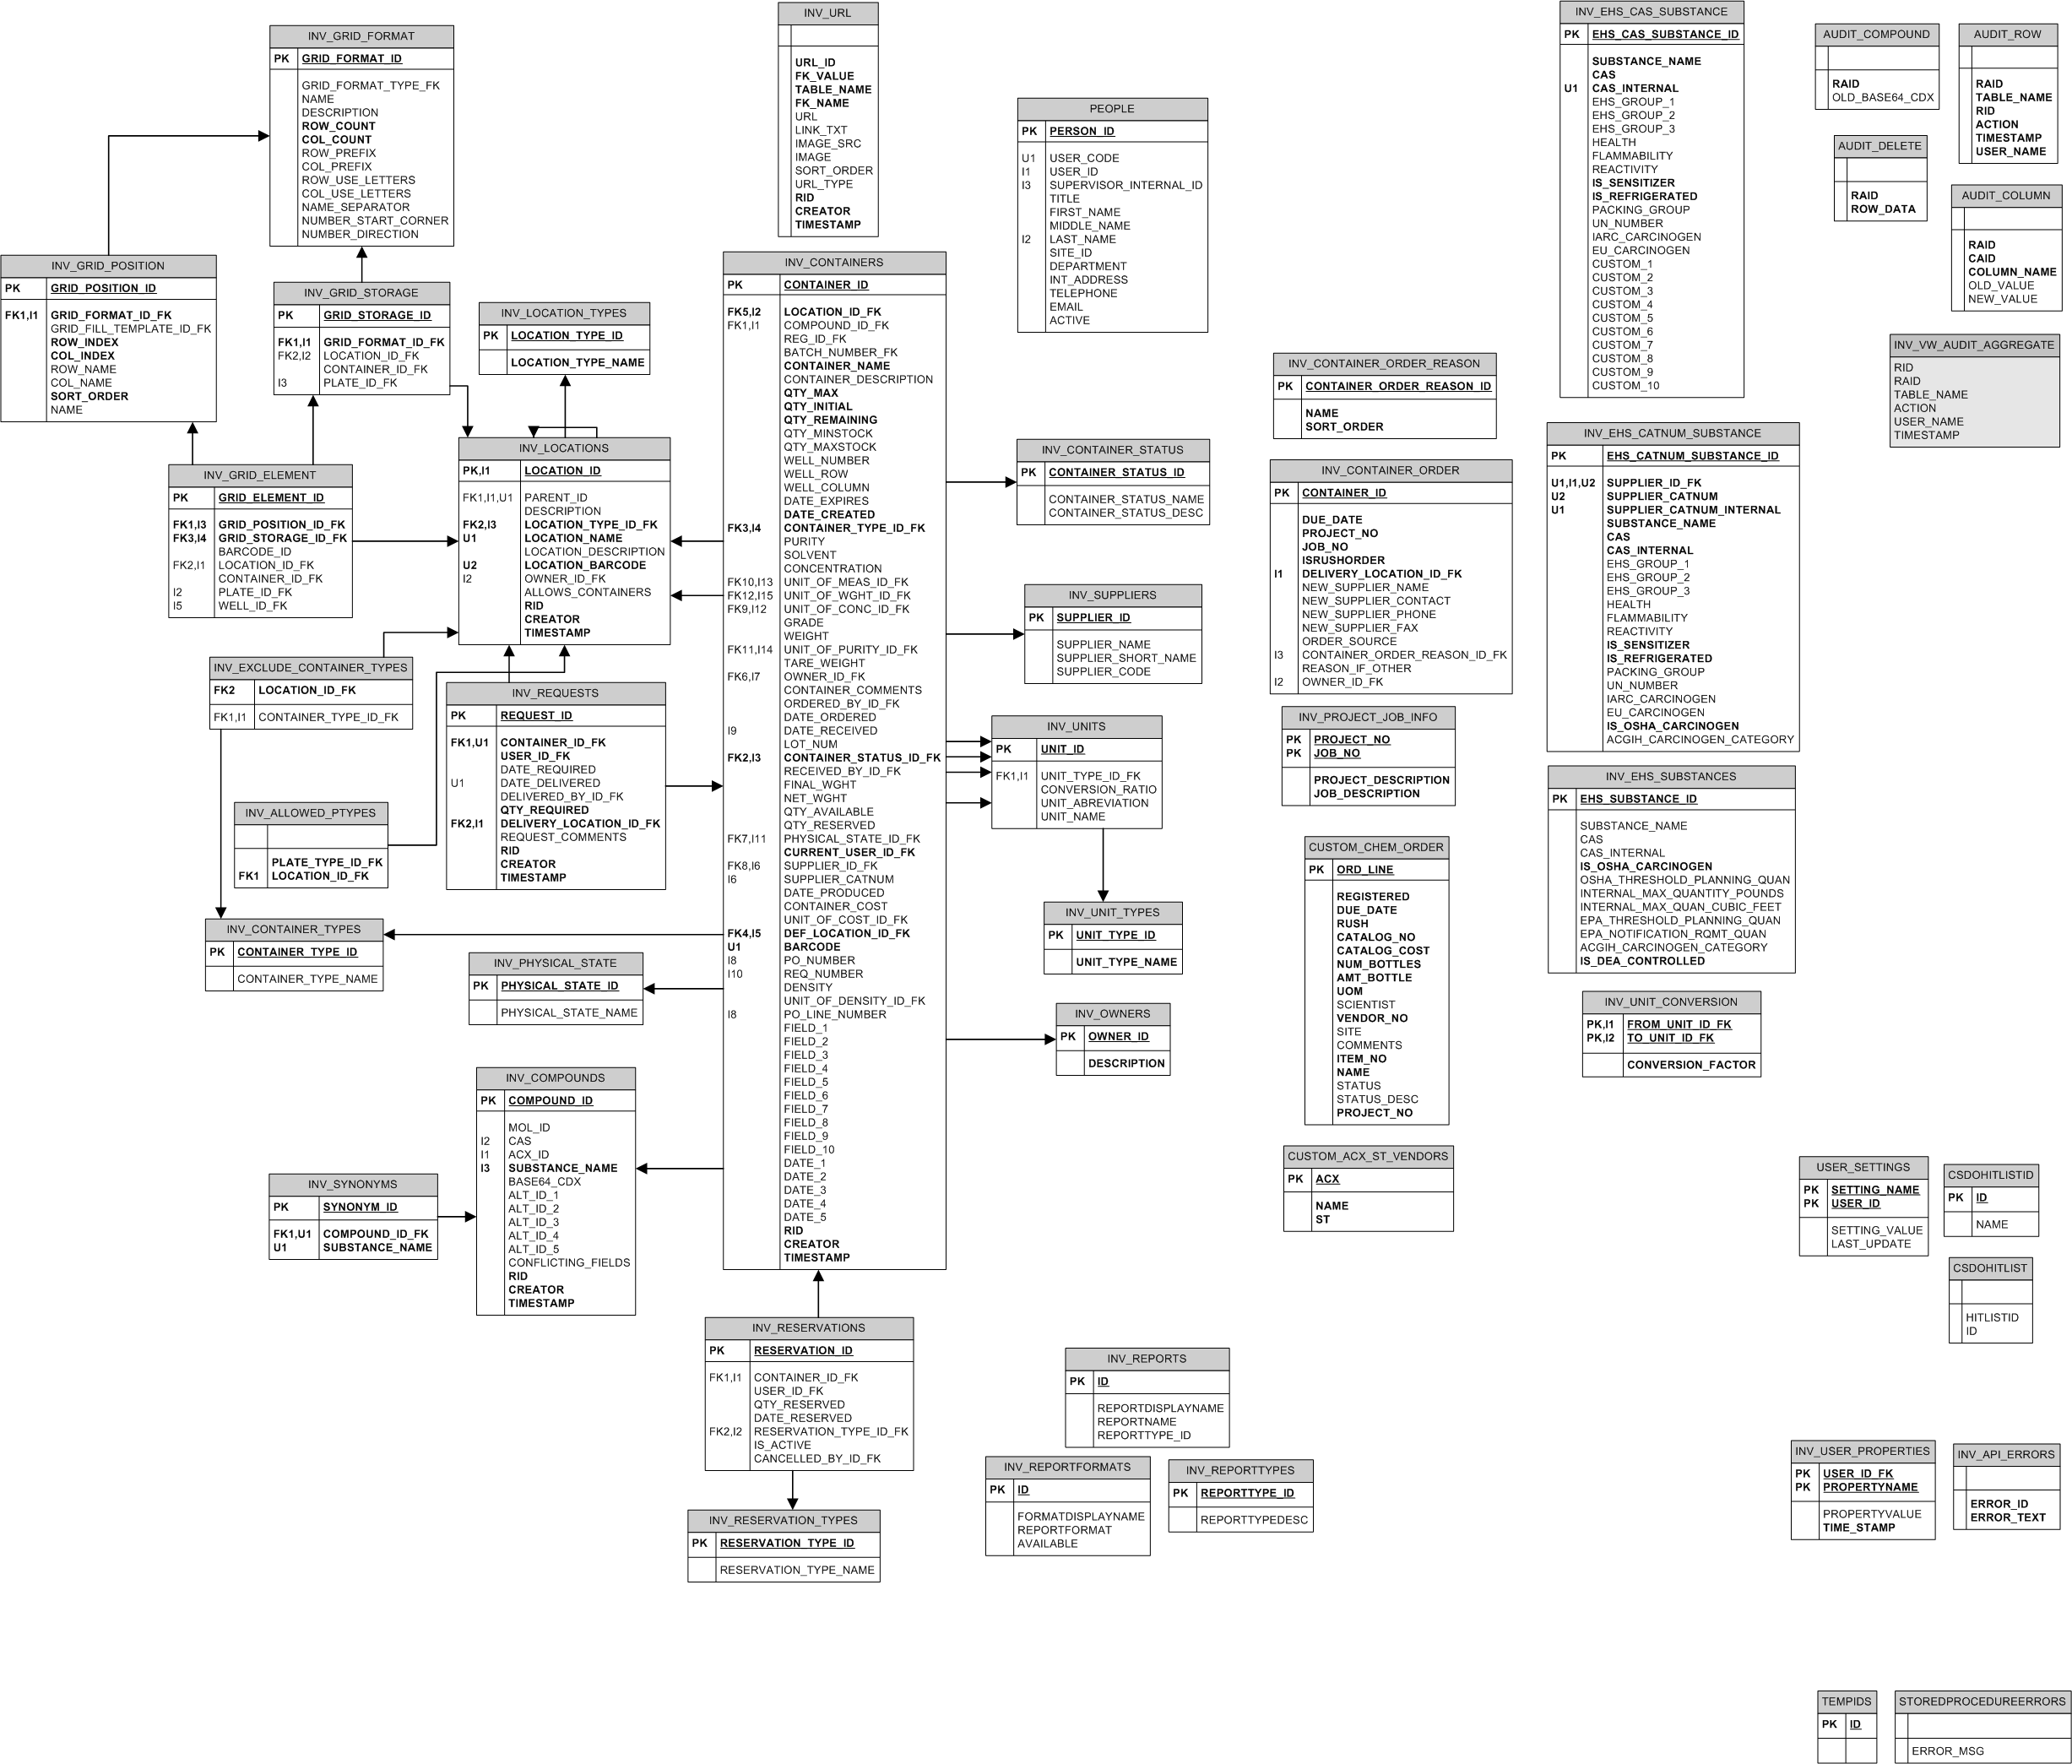 INV_GRID_FORMAT
PK GRID_FORMAT_ID
GRID_FORMAT_TYPE_FK
NAME
DESCRIPTION
ROW_COUNT
COL_COUNT
ROW_PREFIX
COL_PREFIX
ROW_USE_LETTERS
COL_USE_LETTERS
NAME_SEPARATOR
NUMBER_START_CORNER
NUMBER_DIRECTION
INV_GRID_POSITION
PK GRID_POSITION_ID
FK1,I1 GRID_FORMAT_ID_FK
GRID_FILL_TEMPLATE_ID_FK
ROW_INDEX
COL_INDEX
ROW_NAME
COL_NAME
SORT_ORDER
NAME
INV_GRID_STORAGE
PK GRID_STORAGE_ID
FK1,I1 GRID_FORMAT_ID_FK
FK2,I2 LOCATION_ID_FK
CONTAINER_ID_FK
I3 PLATE_ID_FK
INV_LOCATION_TYPES
PK LOCATION_TYPE_ID
LOCATION_TYPE_NAME
INV_GRID_ELEMENT
PK GRID_ELEMENT_ID
FK1,I3 GRID_POSITION_ID_FK
FK3,I4 GRID_STORAGE_ID_FK
BARCODE_ID
FK2,I1 LOCATION_ID_FK
CONTAINER_ID_FK
I2 PLATE_ID_FK
I5 WELL_ID_FK
INV_LOCATIONS
PK,I1 LOCATION_ID
FK1,I1,U1 PARENT_ID
DESCRIPTION
FK2,I3 LOCATION_TYPE_ID_FK
U1 LOCATION_NAME
LOCATION_DESCRIPTION
U2 LOCATION_BARCODE
I2 OWNER_ID_FK
ALLOWS_CONTAINERS
RID
CREATOR
TIMESTAMP
INV_EXCLUDE_CONTAINER_TYPES
FK2 LOCATION_ID_FK
FK1,I1 CONTAINER_TYPE_ID_FK
INV_REQUESTS
PK REQUEST_ID
FK1,U1 CONTAINER_ID_FK
USER_ID_FK
DATE_REQUIRED
U1 DATE_DELIVERED
DELIVERED_BY_ID_FK
QTY_REQUIRED
FK2,I1 DELIVERY_LOCATION_ID_FK
REQUEST_COMMENTS
RID
CREATOR
TIMESTAMP
INV_ALLOWED_PTYPES
PLATE_TYPE_ID_FK
FK1 LOCATION_ID_FK
INV_CONTAINER_TYPES
PK CONTAINER_TYPE_ID
CONTAINER_TYPE_NAME
INV_PHYSICAL_STATE
PK PHYSICAL_STATE_ID
PHYSICAL_STATE_NAME
INV_COMPOUNDS
PK COMPOUND_ID
MOL_ID
I2 CAS
I1 ACX_ID
I3 SUBSTANCE_NAME
BASE64_CDX
ALT_ID_1
ALT_ID_2
ALT_ID_3
ALT_ID_4
ALT_ID_5
CONFLICTING_FIELDS
RID
CREATOR
TIMESTAMP
INV_SYNONYMS
PK SYNONYM_ID
FK1,U1 COMPOUND_ID_FK
U1 SUBSTANCE_NAME
INV_URL
URL_ID
FK_VALUE
TABLE_NAME
FK_NAME
URL
LINK_TXT
IMAGE_SRC
IMAGE
SORT_ORDER
URL_TYPE
RID
CREATOR
TIMESTAMP
INV_CONTAINERS
PK CONTAINER_ID
FK5,I2 LOCATION_ID_FK
FK1,I1 COMPOUND_ID_FK
REG_ID_FK
BATCH_NUMBER_FK
CONTAINER_NAME
CONTAINER_DESCRIPTION
QTY_MAX
QTY_INITIAL
QTY_REMAINING
QTY_MINSTOCK
QTY_MAXSTOCK
WELL_NUMBER
WELL_ROW
WELL_COLUMN
DATE_EXPIRES
DATE_CREATED
FK3,I4 CONTAINER_TYPE_ID_FK
PURITY
SOLVENT
CONCENTRATION
FK10,I13 UNIT_OF_MEAS_ID_FK
FK12,I15 UNIT_OF_WGHT_ID_FK
FK9,I12 UNIT_OF_CONC_ID_FK
GRADE
WEIGHT
FK11,I14 UNIT_OF_PURITY_ID_FK
TARE_WEIGHT
FK6,I7 OWNER_ID_FK
CONTAINER_COMMENTS
ORDERED_BY_ID_FK
DATE_ORDERED
I9 DATE_RECEIVED
LOT_NUM
FK2,I3 CONTAINER_STATUS_ID_FK
RECEIVED_BY_ID_FK
FINAL_WGHT
NET_WGHT
QTY_AVAILABLE
QTY_RESERVED
FK7,I11 PHYSICAL_STATE_ID_FK
CURRENT_USER_ID_FK
FK8,I6 SUPPLIER_ID_FK
I6 SUPPLIER_CATNUM
DATE_PRODUCED
CONTAINER_COST
UNIT_OF_COST_ID_FK
FK4,I5 DEF_LOCATION_ID_FK
U1 BARCODE
I8 PO_NUMBER
I10 REQ_NUMBER
DENSITY
UNIT_OF_DENSITY_ID_FK
I8 PO_LINE_NUMBER
FIELD_1
FIELD_2
FIELD_3
FIELD_4
FIELD_5
FIELD_6
FIELD_7
FIELD_8
FIELD_9
FIELD_10
DATE_1
DATE_2
DATE_3
DATE_4
DATE_5
RID
CREATOR
TIMESTAMP
INV_RESERVATIONS
PK RESERVATION_ID
FK1,I1 CONTAINER_ID_FK
USER_ID_FK
QTY_RESERVED
DATE_RESERVED
FK2,I2 RESERVATION_TYPE_ID_FK
IS_ACTIVE
CANCELLED_BY_ID_FK
INV_RESERVATION_TYPES
PK RESERVATION_TYPE_ID
RESERVATION_TYPE_NAME
PEOPLE
PK PERSON_ID
U1 USER_CODE
I1 USER_ID
I3 SUPERVISOR_INTERNAL_ID
TITLE
FIRST_NAME
MIDDLE_NAME
I2 LAST_NAME
SITE_ID
DEPARTMENT
INT_ADDRESS
TELEPHONE
EMAIL
ACTIVE
INV_CONTAINER_STATUS
PK CONTAINER_STATUS_ID
CONTAINER_STATUS_NAME
CONTAINER_STATUS_DESC
INV_SUPPLIERS
PK SUPPLIER_ID
SUPPLIER_NAME
SUPPLIER_SHORT_NAME
SUPPLIER_CODE
INV_UNITS
PK UNIT_ID
FK1,I1 UNIT_TYPE_ID_FK
CONVERSION_RATIO
UNIT_ABREVIATION
UNIT_NAME
INV_UNIT_TYPES
PK UNIT_TYPE_ID
UNIT_TYPE_NAME
INV_OWNERS
PK OWNER_ID
DESCRIPTION
INV_REPORTS
PK ID
REPORTDISPLAYNAME
REPORTNAME
REPORTTYPE_ID
INV_REPORTFORMATS
PK ID
FORMATDISPLAYNAME
REPORTFORMAT
AVAILABLE
INV_REPORTTYPES
PK REPORTTYPE_ID
REPORTTYPEDESC
INV_CONTAINER_ORDER_REASON
PK CONTAINER_ORDER_REASON_ID
NAME
SORT_ORDER
INV_CONTAINER_ORDER
PK CONTAINER_ID
DUE_DATE
PROJECT_NO
JOB_NO
ISRUSHORDER
I1 DELIVERY_LOCATION_ID_FK
NEW_SUPPLIER_NAME
NEW_SUPPLIER_CONTACT
NEW_SUPPLIER_PHONE
NEW_SUPPLIER_FAX
ORDER_SOURCE
I3 CONTAINER_ORDER_REASON_ID_FK
REASON_IF_OTHER
I2 OWNER_ID_FK
INV_PROJECT_JOB_INFO
PK PROJECT_NO
PK JOB_NO
PROJECT_DESCRIPTION
JOB_DESCRIPTION
CUSTOM_CHEM_ORDER
PK ORD_LINE
REGISTERED
DUE_DATE
RUSH
CATALOG_NO
CATALOG_COST
NUM_BOTTLES
AMT_BOTTLE
UOM
SCIENTIST
VENDOR_NO
SITE
COMMENTS
ITEM_NO
NAME
STATUS
STATUS_DESC
PROJECT_NO
CUSTOM_ACX_ST_VENDORS
PK ACX
NAME
ST
INV_EHS_CAS_SUBSTANCE
PK EHS_CAS_SUBSTANCE_ID
SUBSTANCE_NAME
CAS
U1 CAS_INTERNAL
EHS_GROUP_1
EHS_GROUP_2
EHS_GROUP_3
HEALTH
FLAMMABILITY
REACTIVITY
IS_SENSITIZER
IS_REFRIGERATED
PACKING_GROUP
UN_NUMBER
IARC_CARCINOGEN
EU_CARCINOGEN
CUSTOM_1
CUSTOM_2
CUSTOM_3
CUSTOM_4
CUSTOM_5
CUSTOM_6
CUSTOM_7
CUSTOM_8
CUSTOM_9
CUSTOM_10
INV_EHS_CATNUM_SUBSTANCE
PK EHS_CATNUM_SUBSTANCE_ID
U1,I1,U2 SUPPLIER_ID_FK
U2 SUPPLIER_CATNUM
U1 SUPPLIER_CATNUM_INTERNAL
SUBSTANCE_NAME
CAS
CAS_INTERNAL
EHS_GROUP_1
EHS_GROUP_2
EHS_GROUP_3
HEALTH
FLAMMABILITY
REACTIVITY
IS_SENSITIZER
IS_REFRIGERATED
PACKING_GROUP
UN_NUMBER
IARC_CARCINOGEN
EU_CARCINOGEN
IS_OSHA_CARCINOGEN
ACGIH_CARCINOGEN_CATEGORY
INV_EHS_SUBSTANCES
PK EHS_SUBSTANCE_ID
SUBSTANCE_NAME
CAS
CAS_INTERNAL
IS_OSHA_CARCINOGEN
OSHA_THRESHOLD_PLANNING_QUAN
INTERNAL_MAX_QUANTITY_POUNDS
INTERNAL_MAX_QUAN_CUBIC_FEET
EPA_THRESHOLD_PLANNING_QUAN
EPA_NOTIFICATION_RQMT_QUAN
ACGIH_CARCINOGEN_CATEGORY
IS_DEA_CONTROLLED
INV_UNIT_CONVERSION
PK,I1 FROM_UNIT_ID_FK
PK,I2 TO_UNIT_ID_FK
CONVERSION_FACTOR
AUDIT_COMPOUND
RAID
OLD_BASE64_CDX
AUDIT_ROW
RAID
TABLE_NAME
RID
ACTION
TIMESTAMP
USER_NAME
AUDIT_DELETE
RAID
ROW_DATA
AUDIT_COLUMN
RAID
CAID
COLUMN_NAME
OLD_VALUE
NEW_VALUE
INV_VW_AUDIT_AGGREGATE
RID
RAID
TABLE_NAME
ACTION
USER_NAME
TIMESTAMP
USER_SETTINGS
PK SETTING_NAME
PK USER_ID
SETTING_VALUE
LAST_UPDATE
CSDOHITLISTID
PK ID
NAME
CSDOHITLIST
HITLISTID
ID
INV_USER_PROPERTIES
PK USER_ID_FK
PK PROPERTYNAME
PROPERTYVALUE
TIME_STAMP
INV_API_ERRORS
ERROR_ID
ERROR_TEXT
TEMPIDS
PK ID
STOREDPROCEDUREERRORS
ERROR_MSG